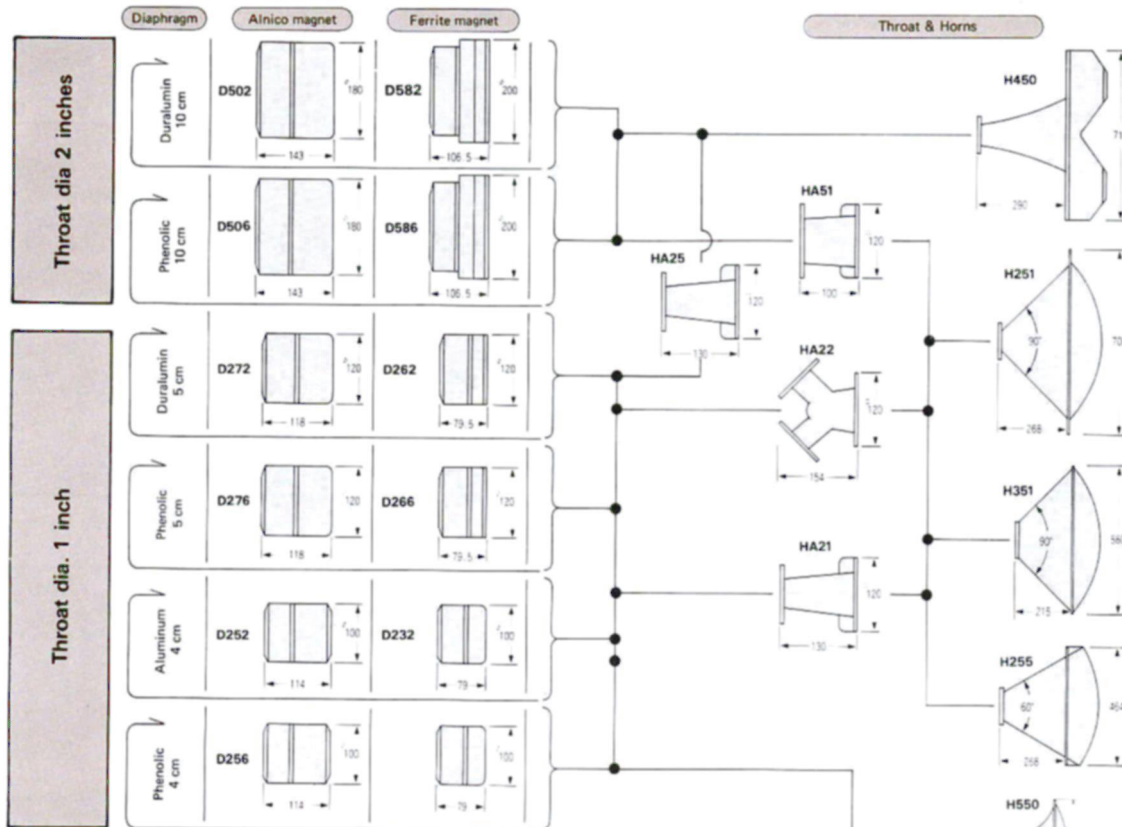 Diaphragm
Alnico magnet
Ferrite magnet
Throat & Horns
Throat dia 2 inches
Duralumin
10 cm
D502
180
143
D582
200
106.5
H450
290
Phenolic
10 cm
D506
180
143
D586
200
106.5
HA51
120
100
HA25
120
130
H251
90°
268
Throat dia. 1 inch
Duralumin
5 cm
D272
120
118
D262
120
79.5
HA22
120
154
Phenolic
5 cm
D276
120
118
D266
120
79.5
H351
90°
560
215
Aluminum
4 cm
D252
100
114
D232
100
79
HA21
120
130
H255
60°
464
268
Phenolic
4 cm
D256
100
114
100
79
H550